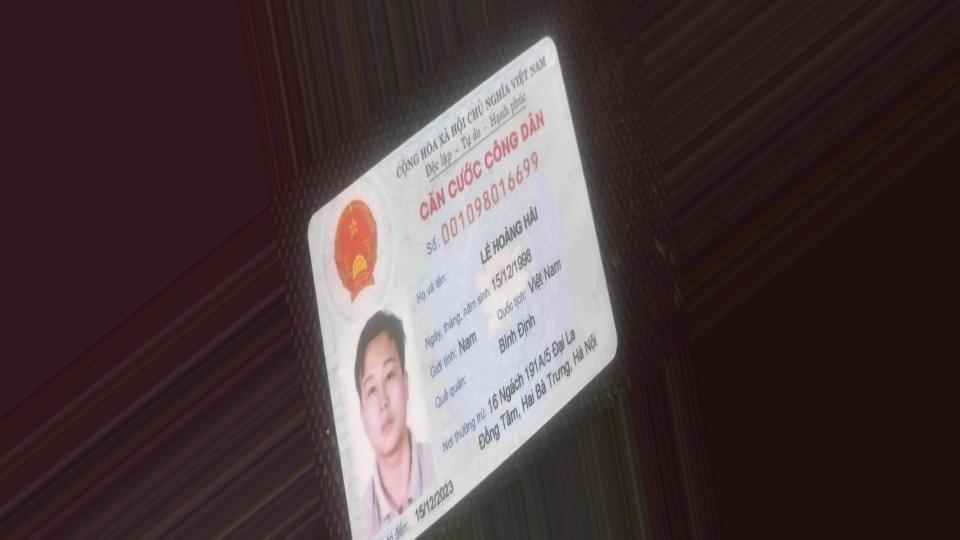 CỘNG HÒA XÃ HỘI CHỦ NGHĨA VIỆT NAM
Độc lập - Tự do - Hạnh phúc
CĂN CƯỚC CÔNG DÂN
Số: 001098016699
Họ và tên: LÊ HOÀNG HẢI
Ngày, tháng, năm sinh: 15/12/1998
Giới tính: Nam Quốc tịch: Việt Nam
Quê quán: Bình Định
Nơi thường trú: 16 Ngách 191A/5 Đại La
Đồng Tâm, Hai Bà Trưng, Hà Nội
đến: 15/12/2023